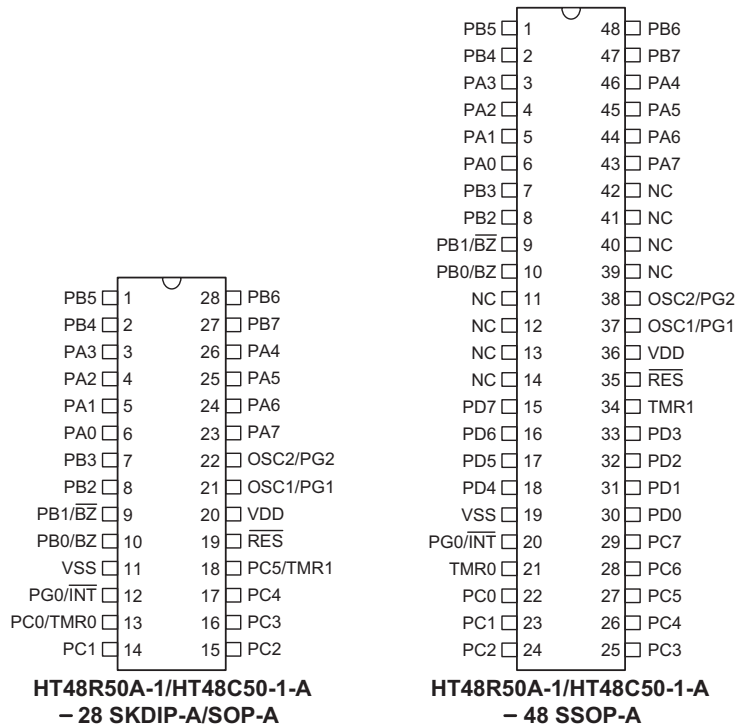 PB5 1 28 PB6
PB4 2 27 PB7
PA3 3 26 PA4
PA2 4 25 PA5
PA1 5 24 PA6
PA0 6 23 PA7
PB3 7 22 OSC2/PG2
PB2 8 21 OSC1/PG1
PB1/B̅Z̅ 9 20 VDD
PB0/BZ 10 19 R̅E̅S̅
VSS 11 18 PC5/TMR1
PG0/I̅N̅T̅ 12 17 PC4
PC0/TMR0 13 16 PC3
PC1 14 15 PC2
HT48R50A-1/HT48C50-1-A
– 28 SKDIP-A/SOP-A
PB5 1 48 PB6
PB4 2 47 PB7
PA3 3 46 PA4
PA2 4 45 PA5
PA1 5 44 PA6
PA0 6 43 PA7
PB3 7 42 NC
PB2 8 41 NC
PB1/B̅Z̅ 9 40 NC
PB0/BZ 10 39 NC
NC 11 38 OSC2/PG2
NC 12 37 OSC1/PG1
NC 13 36 VDD
NC 14 35 R̅E̅S̅
PD7 15 34 TMR1
PD6 16 33 PD3
PD5 17 32 PD2
PD4 18 31 PD1
VSS 19 30 PD0
PG0/I̅N̅T̅ 20 29 PC7
TMR0 21 28 PC6
PC0 22 27 PC5
PC1 23 26 PC4
PC2 24 25 PC3
HT48R50A-1/HT48C50-1-A
– 48 SSOP-A